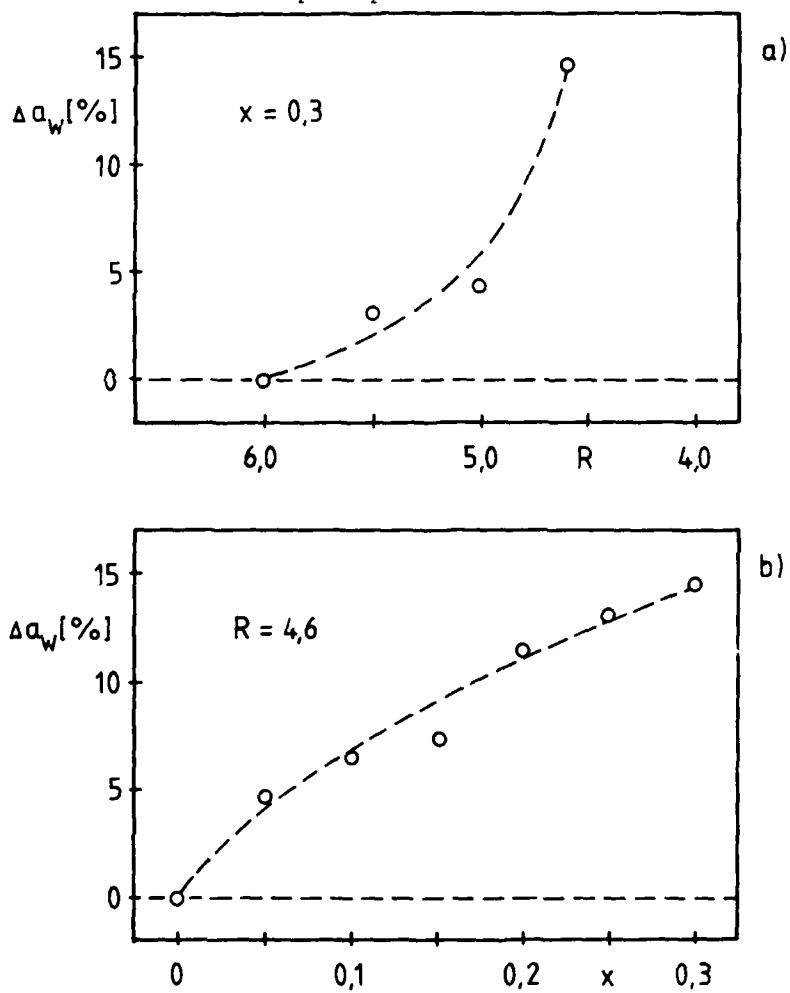 a)
15
Δa_W[%]
x = 0,3
10
5
0
6,0 5,0 R 4,0
b)
15
Δa_W[%]
R = 4,6
10
5
0
0 0,1 0,2 x 0,3